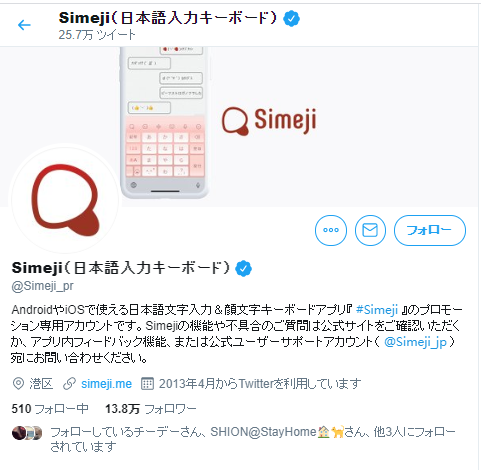 Simeji（日本語入力キーボード）
25.7万 ツイート
Simeji
フォロー
Simeji（日本語入力キーボード）
@Simeji_pr
AndroidやiOSで使える日本語文字入力＆顔文字キーボードアプリ『 #Simeji 』のプロモー
ション専用アカウントです。Simejiの機能や不具合のご質問は公式サイトをご確認いただく
か、アプリ内フィードバック機能、または公式ユーザーサポートアカウント（ @Simeji_jp ）
宛にお問い合わせください。
港区 simeji.me 2013年4月からTwitterを利用しています
510 フォロー中 13.8万 フォロワー
フォローしているチーデーさん、SHION@StayHome🏠🐈さん、他3人にフォロー
されています